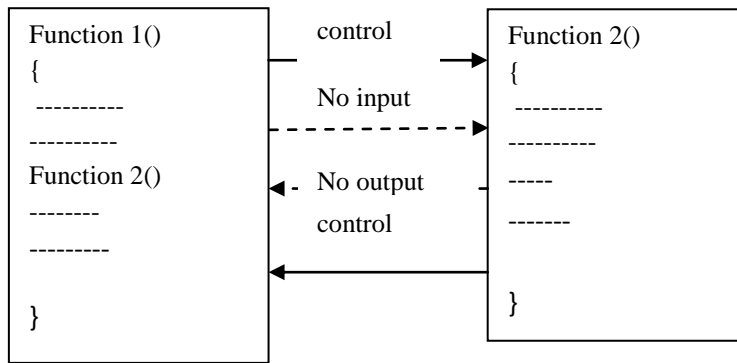 Function 1()
{
----------
----------
Function 2()
--------
---------
}
control
No input
No output
control
Function 2()
{
----------
----------
-----
-------
}